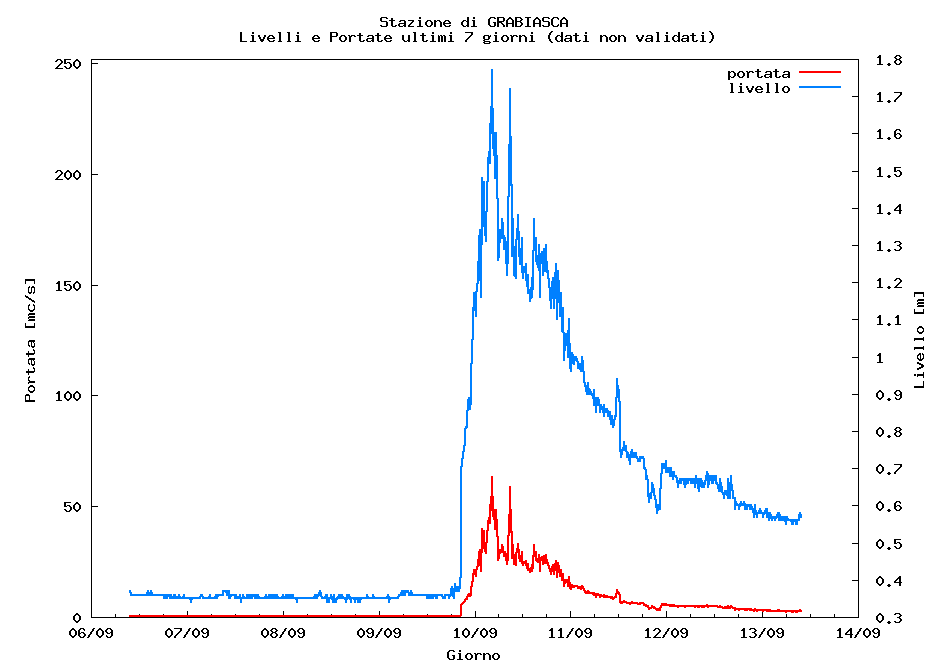 Stazione di GRABIASCA
Livelli e Portate ultimi 7 giorni (dati non validati)
portata
livello
Portata [mc/s]
250
200
150
100
50
0
1.8
1.7
1.6
1.5
1.4
1.3
1.2
1.1
1
0.9
0.8
0.7
0.6
0.5
0.4
0.3
Livello [m]
06/09 07/09 08/09 09/09 10/09 11/09 12/09 13/09 14/09
Giorno